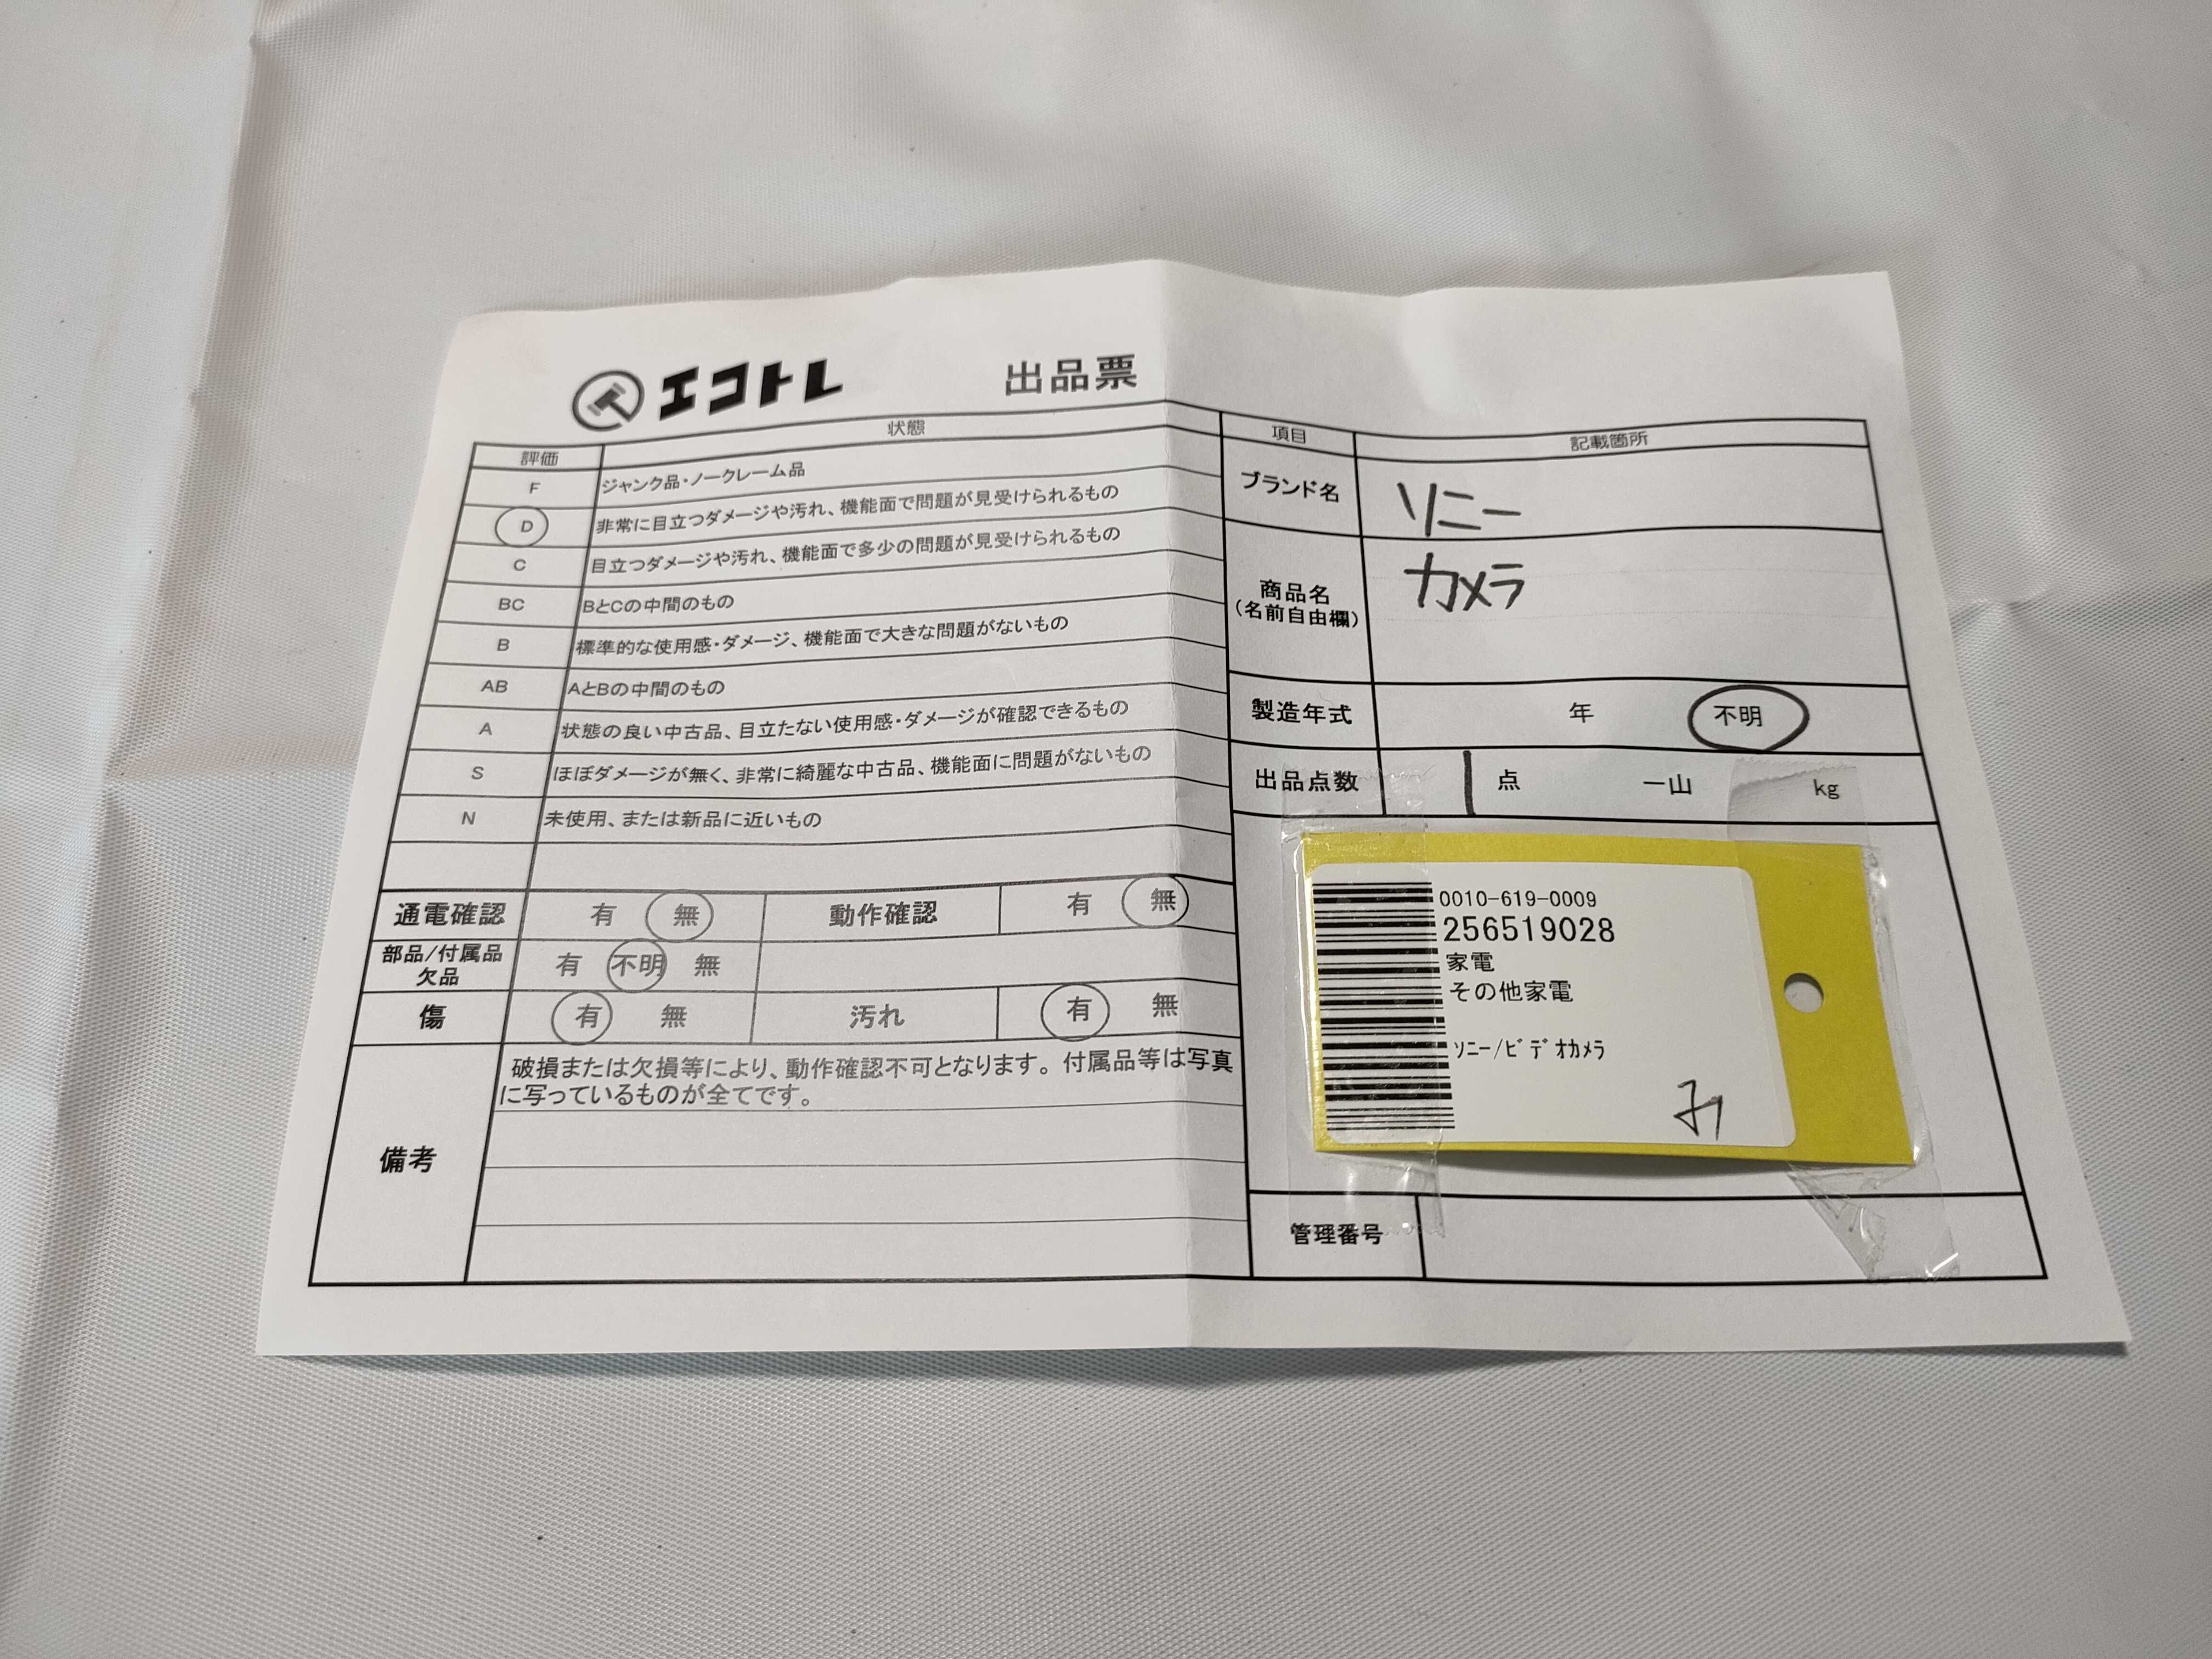 エコトレ 出品票
評価 状態
F ジャンク品・ノークレーム品
D 非常に目立つダメージや汚れ、機能面で問題が見受けられるもの
C 目立つダメージや汚れ、機能面で多少の問題が見受けられるもの
BC BとCの中間のもの
B 標準的な使用感・ダメージ、機能面で大きな問題がないもの
AB AとBの中間のもの
A 状態の良い中古品、目立たない使用感・ダメージが確認できるもの
S ほぼダメージが無く、非常に綺麗な中古品、機能面に問題がないもの
N 未使用、または新品に近いもの
通電確認 有 無 動作確認 有 無
部品/付属品
欠品 有 不明 無
傷 有 無 汚れ 有 無
備考
破損または欠損等により、動作確認不可となります。付属品等は写真
に写っているものが全てです。
項目 記載箇所
ブランド名 ソニー
商品名
(名前自由欄)
カメラ
製造年式 年 不明
出品点数 1 点 一山 kg
0010-619-0009
256519028
家電
その他家電
ｿﾆｰ/ﾋﾞﾃﾞｵｶﾒﾗ
管理番号